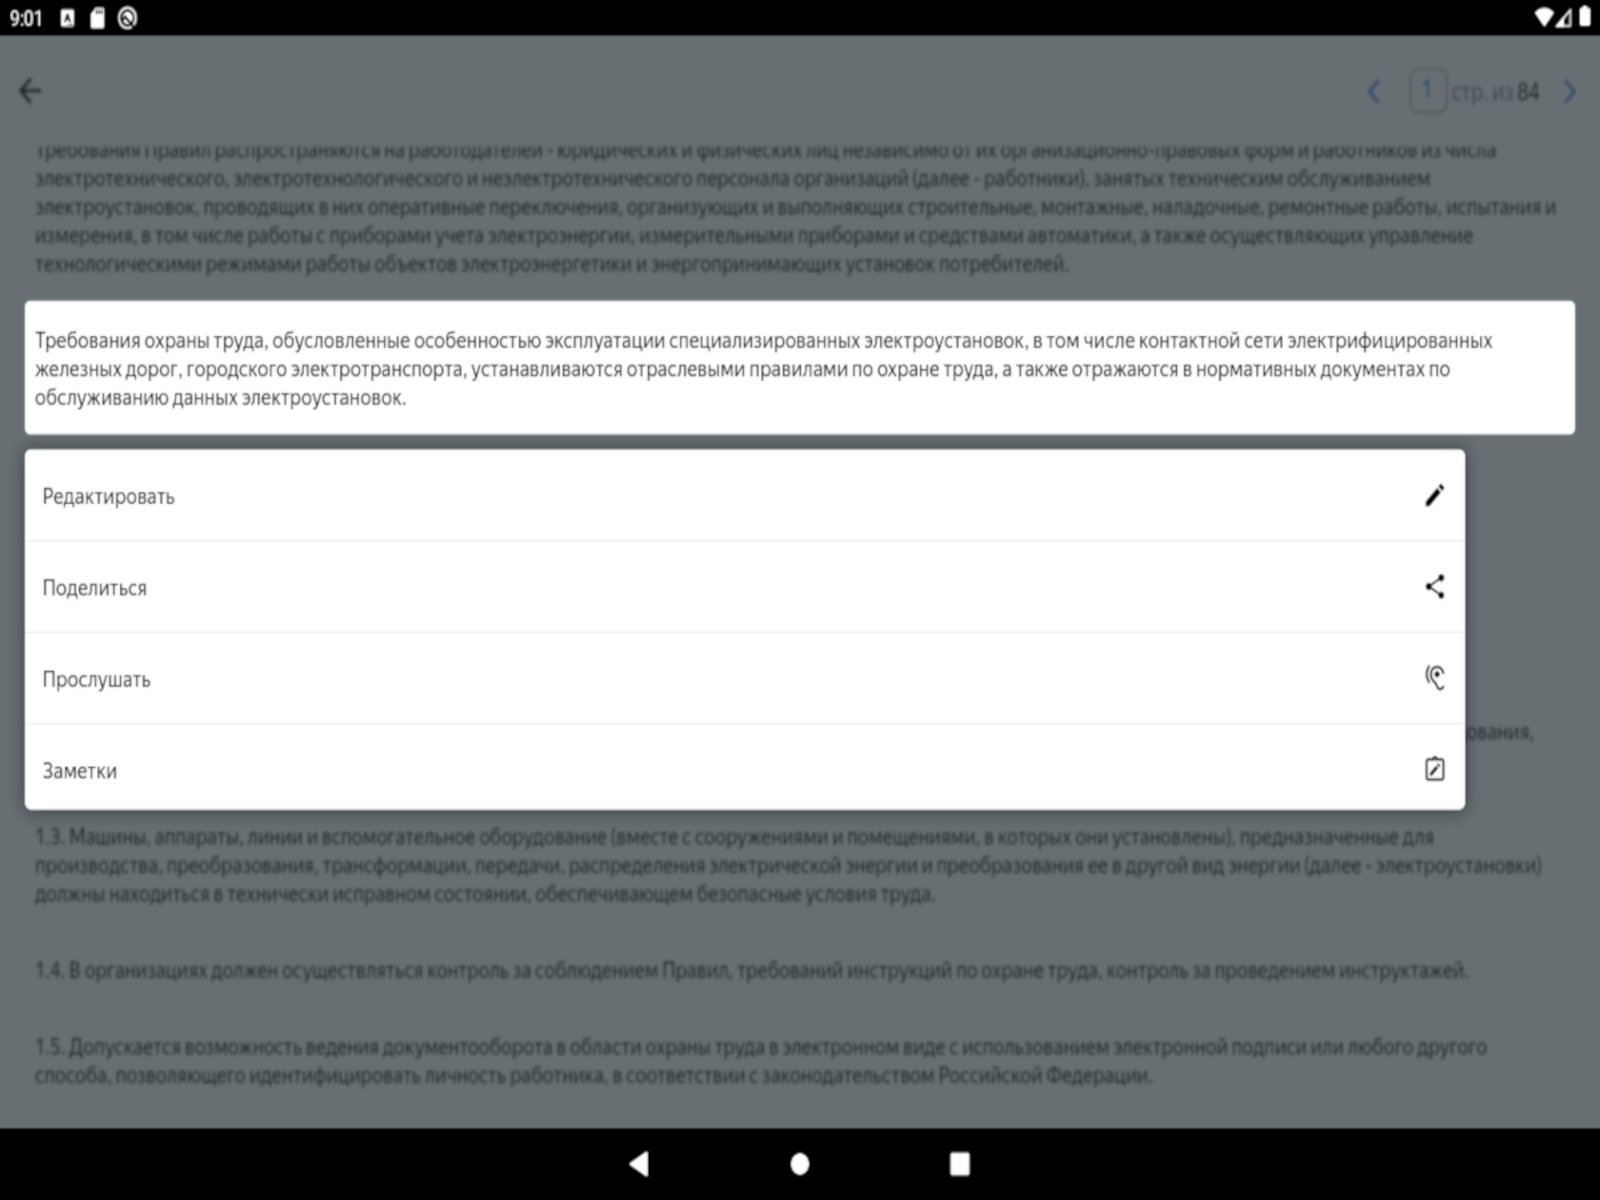 9:01
1 стр. из 84
Требования Правил распространяются на работодателей - юридических и физических лиц независимо от их организационно-правовых форм и работников из числа
электротехнического, электротехнологического и неэлектротехнического персонала организаций (далее - работники), занятых техническим обслуживанием
электроустановок, проводящих в них оперативные переключения, организующих и выполняющих строительные, монтажные, наладочные, ремонтные работы, испытания и
измерения, в том числе работы с приборами учета электроэнергии, измерительными приборами и средствами автоматики, а также осуществляющих управление
технологическими режимами работы объектов электроэнергетики и энергопринимающих установок потребителей.
Требования охраны труда, обусловленные особенностью эксплуатации специализированных электроустановок, в том числе контактной сети электрифицированных
железных дорог, городского электротранспорта, устанавливаются отраслевыми правилами по охране труда, а также отражаются в нормативных документах по
обслуживанию данных электроустановок.
Редактировать
Поделиться
Прослушать
Заметки
1.3. Машины, аппараты, линии и вспомогательное оборудование (вместе с сооружениями и помещениями, в которых они установлены), предназначенные для
производства, преобразования, трансформации, передачи, распределения электрической энергии и преобразования ее в другой вид энергии (далее - электроустановки)
должны находиться в технически исправном состоянии, обеспечивающем безопасные условия труда.
1.4. В организациях должен осуществляться контроль за соблюдением Правил, требований инструкций по охране труда, контроль за проведением инструктажей.
1.5. Допускается возможность ведения документооборота в области охраны труда в электронном виде с использованием электронной подписи или любого другого
способа, позволяющего идентифицировать личность работника, в соответствии с законодательством Российской Федерации.